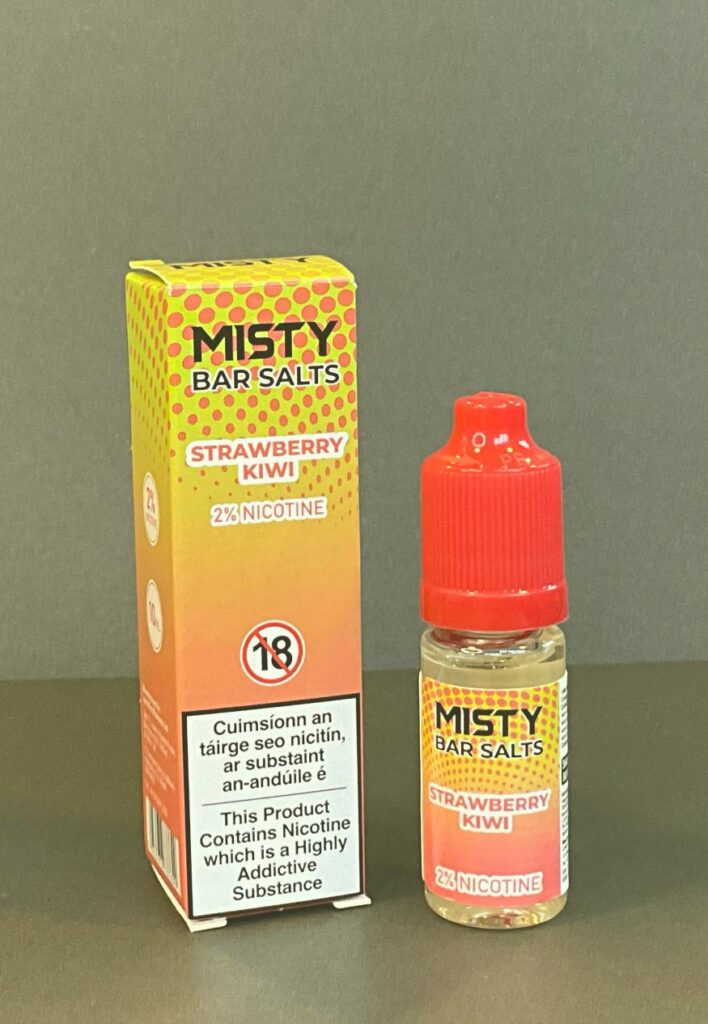 MISTY
MISTY
BAR SALTS
STRAWBERRY
KIWI
2% NICOTINE
2%
18
Cuimsíonn an
táirge seo nicitín,
ar substaint
an-andúile é
This Product
Contains Nicotine
which is a Highly
Addictive
Substance
MISTY
BAR SALTS
STRAWBERRY
KIWI
2% NICOTINE